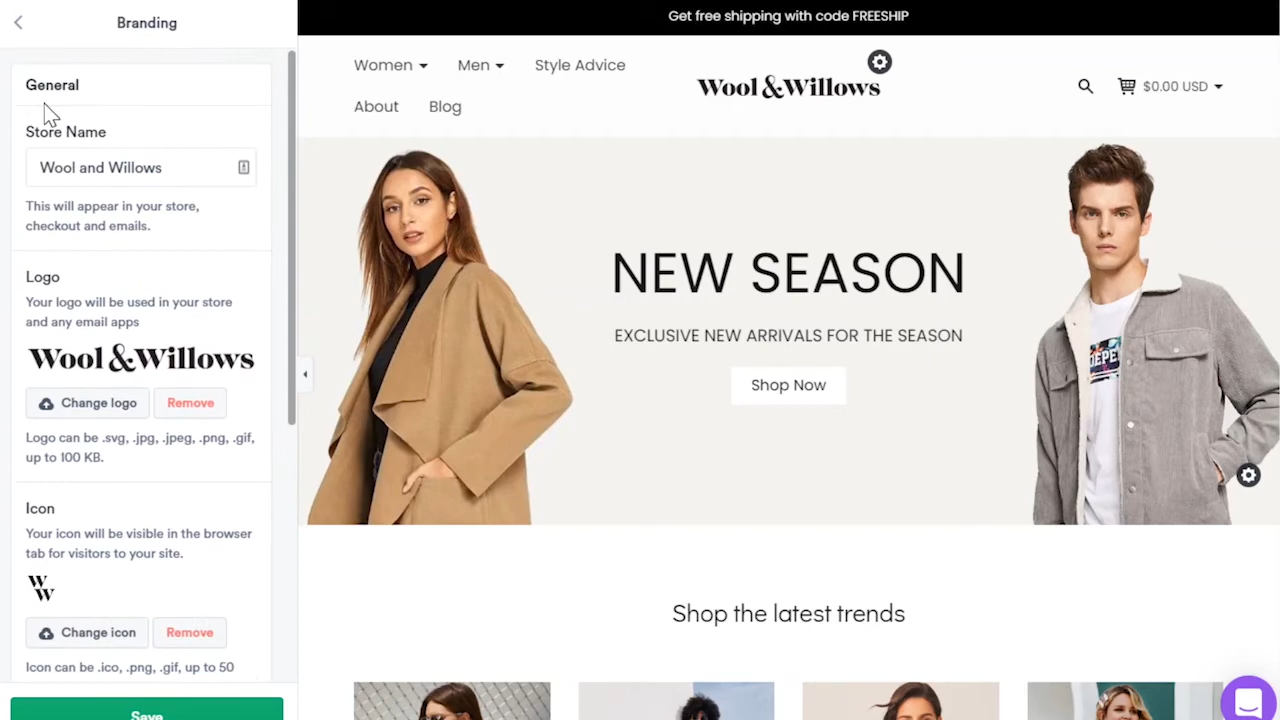 Branding
General
Store Name
Wool and Willows
This will appear in your store,
checkout and emails.
Logo
Your logo will be used in your store
and any email apps
Wool &Willows
Change logo
Remove
Logo can be .svg, .jpg, .jpeg, .png, .gif,
up to 100 KB.
Icon
Your icon will be visible in the browser
tab for visitors to your site.
W
W
Change icon
Remove
Icon can be .ico, .png, .gif, up to 50
Save
Get free shipping with code FREESHIP
Women
Men
Style Advice
About
Blog
Wool &Willows
$0.00 USD
NEW SEASON
EXCLUSIVE NEW ARRIVALS FOR THE SEASON
Shop Now
Shop the latest trends